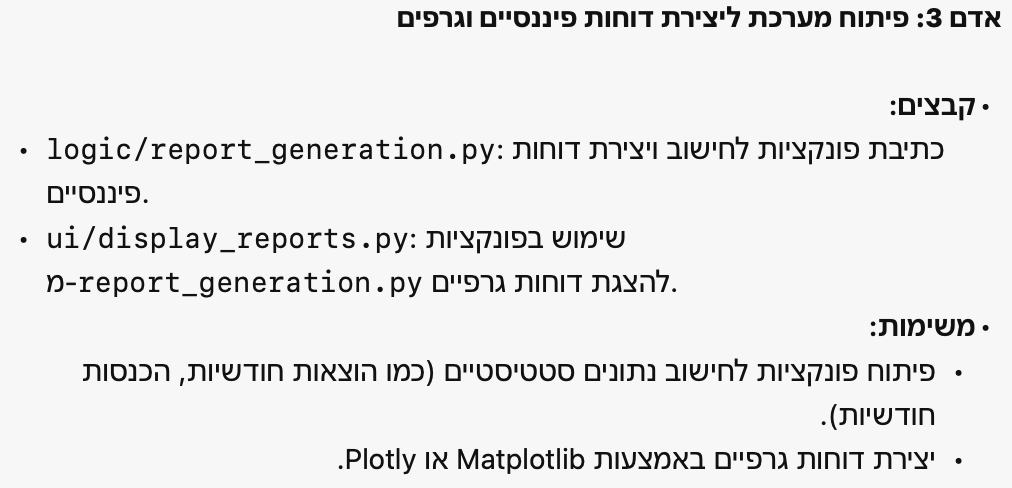 אדם 3: פיתוח מערכת ליצירת דוחות פיננסיים וגרפים
• קבצים:
• logic/report_generation.py: כתיבת פונקציות לחישוב ויצירת דוחות
פיננסיים.
• ui/display_reports.py: שימוש בפונקציות
מ-report_generation.py להצגת דוחות גרפיים.
• משימות:
• פיתוח פונקציות לחישוב נתונים סטטיסטיים (כמו הוצאות חודשיות, הכנסות
חודשיות).
• יצירת דוחות גרפיים באמצעות Matplotlib או Plotly.